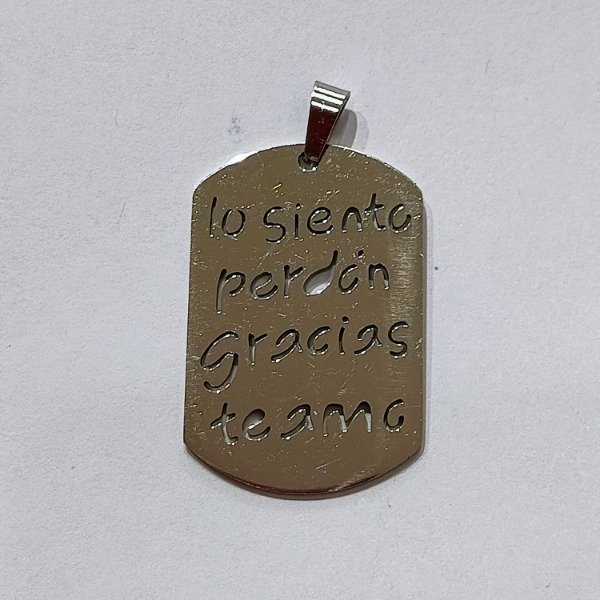 lo siento
perdón
gracias
te amo